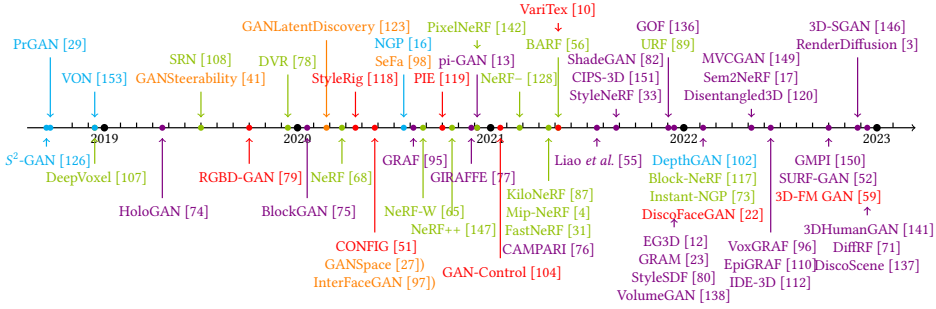 VariTex [10]
GANLatentDiscovery [123]
PixelNeRF [142]
GOF [136]
3D-SGAN [146]
PrGAN [29]
NGP [16]
BARF [56]
URF [89]
RenderDiffusion [3]
SRN [108]
DVR [78]
SeFa [98]
pi-GAN [13]
ShadeGAN [82]
MVCGAN [149]
VON [153]
GANSteerability [41]
StyleRig [118]
PIE [119]
NeRF− [128]
CIPS-3D [151]
Sem2NeRF [17]
StyleNeRF [33]
Disentangled3D [120]
2019
2020
2021
2022
2023
S²-GAN [126]
GRAF [95]
Liao et al. [55]
DepthGAN [102]
GMPI [150]
DeepVoxel [107]
RGBD-GAN [79]
NeRF [68]
GIRAFFE [77]
Block-NeRF [117]
SURF-GAN [52]
KiloNeRF [87]
Instant-NGP [73]
3D-FM GAN [59]
HoloGAN [74]
BlockGAN [75]
NeRF-W [65]
Mip-NeRF [4]
DiscoFaceGAN [22]
NeRF++ [147]
FastNeRF [31]
3DHumanGAN [141]
CONFIG [51]
CAMPARI [76]
EG3D [12]
VoxGRAF [96]
DiffRF [71]
GANSpace [27])
GAN-Control [104]
GRAM [23]
EpiGRAF [110]
DiscoScene [137]
InterFaceGAN [97])
StyleSDF [80]
IDE-3D [112]
VolumeGAN [138]